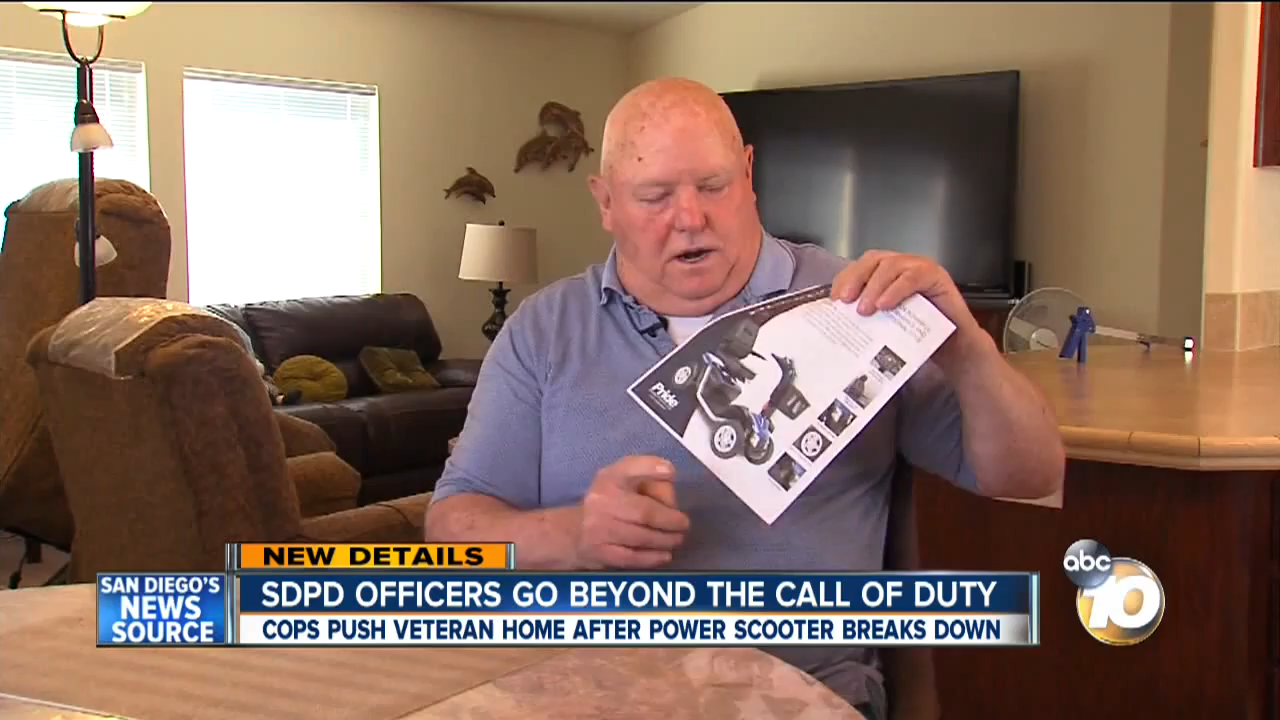 Pride
NEW DETAILS
SAN DIEGO'S
NEWS
SOURCE
SDPD OFFICERS GO BEYOND THE CALL OF DUTY
COPS PUSH VETERAN HOME AFTER POWER SCOOTER BREAKS DOWN
abc
10